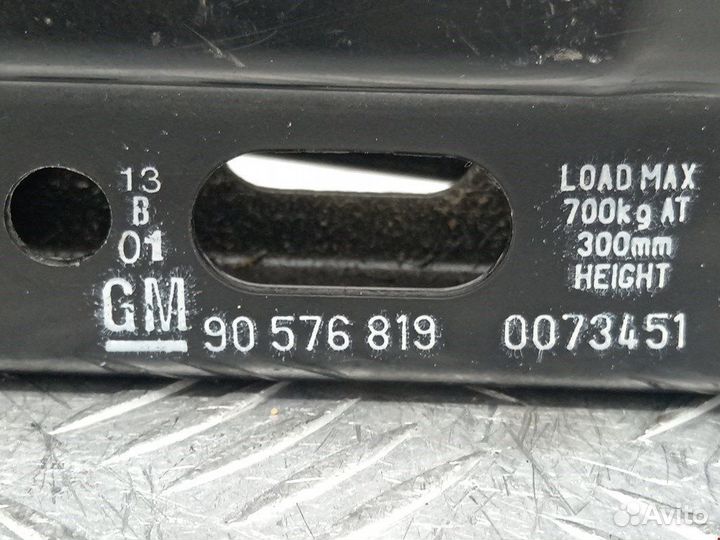 13
B
01
GM 90 576 819 0073451
LOAD MAX
700kg AT
300mm
HEIGHT
Avito